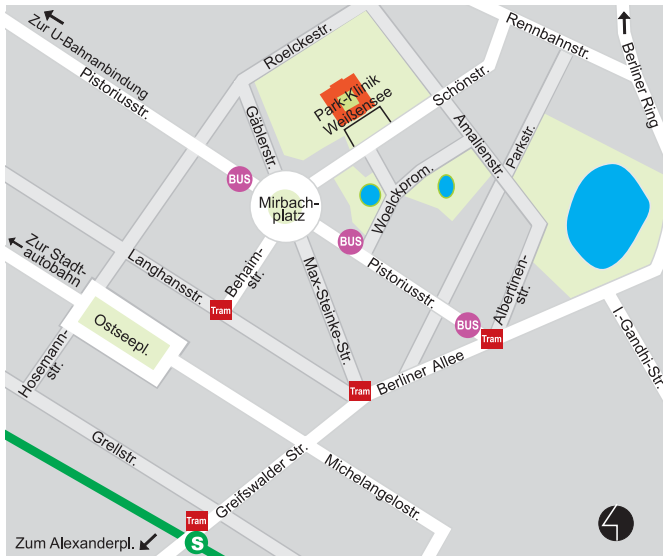 Zur U-Bahnanbindung
Pistoriusstr.
Roelckestr.
Rennbahnstr.
Berliner Ring
Park-Klinik
Weißensee
Schönstr.
Gäblerstr.
Amalienstr.
Parkstr.
BUS
Mirbach-
platz
Woelckprom.
BUS
Zur Stadt-
autobahn
Langhansstr.
Behaim-
str.
Pistoriusstr.
Max-Steinke-Str.
Albertinen-
str.
Tram
BUS
Tram
Ostseepl.
I.-Gandhi-Str.
Hosemann-
str.
Berliner Allee
Tram
Grellstr.
Greifswalder Str.
Michelangelostr.
Tram
S
Zum Alexanderpl.